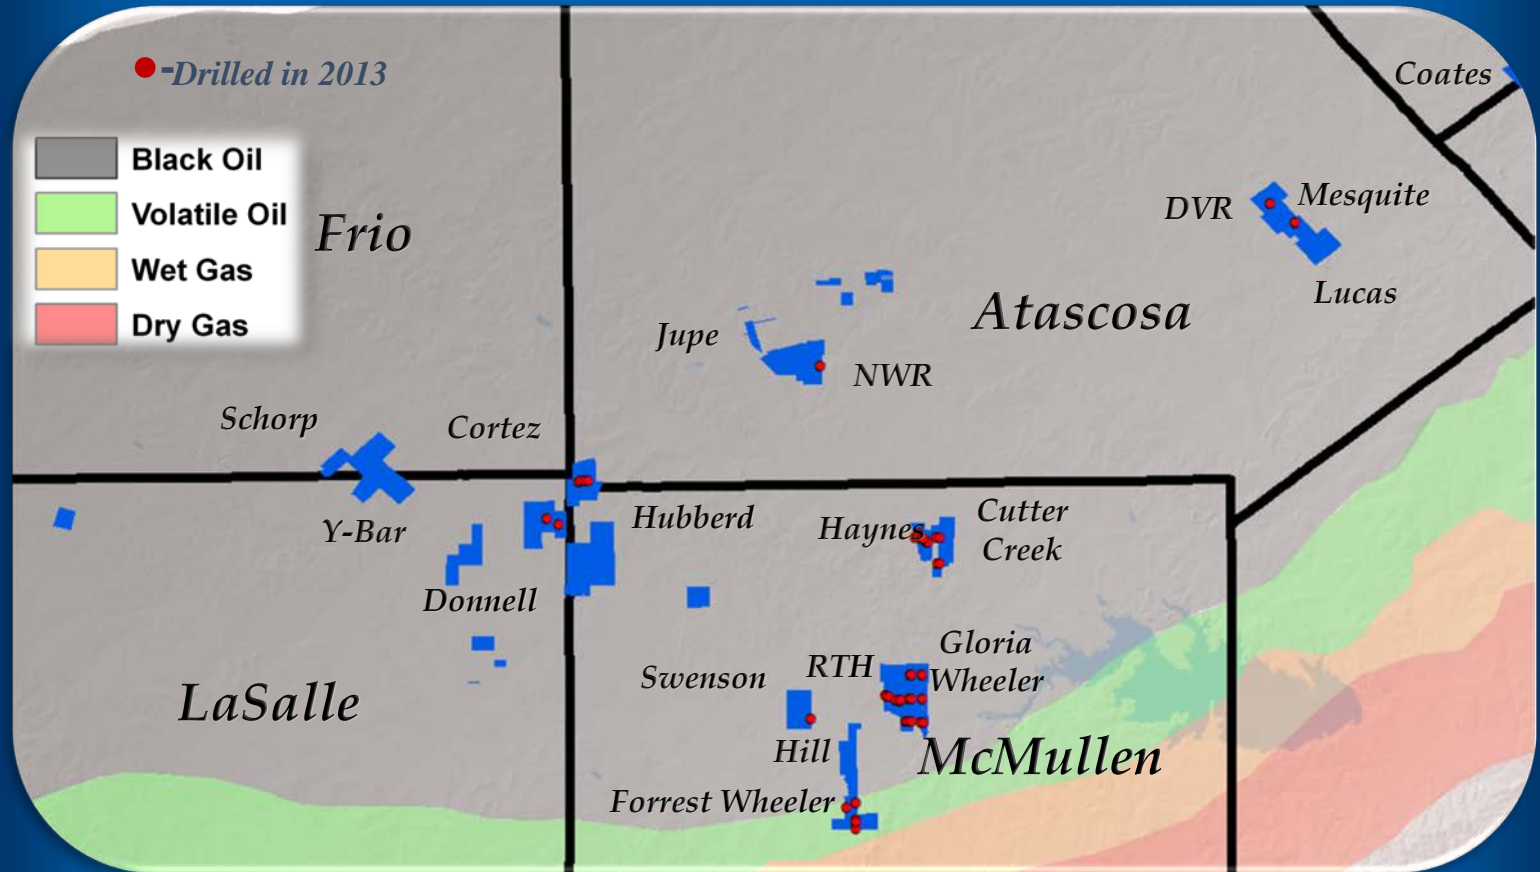 -Drilled in 2013
Coates
Black Oil
Volatile Oil
Wet Gas
Dry Gas
Frio
DVR
Mesquite
Lucas
Atascosa
Jupe
NWR
Schorp
Cortez
Y-Bar
Hubberd
Haynes
Cutter
Creek
Donnell
Gloria
Wheeler
RTH
Swenson
LaSalle
Hill
McMullen
Forrest Wheeler